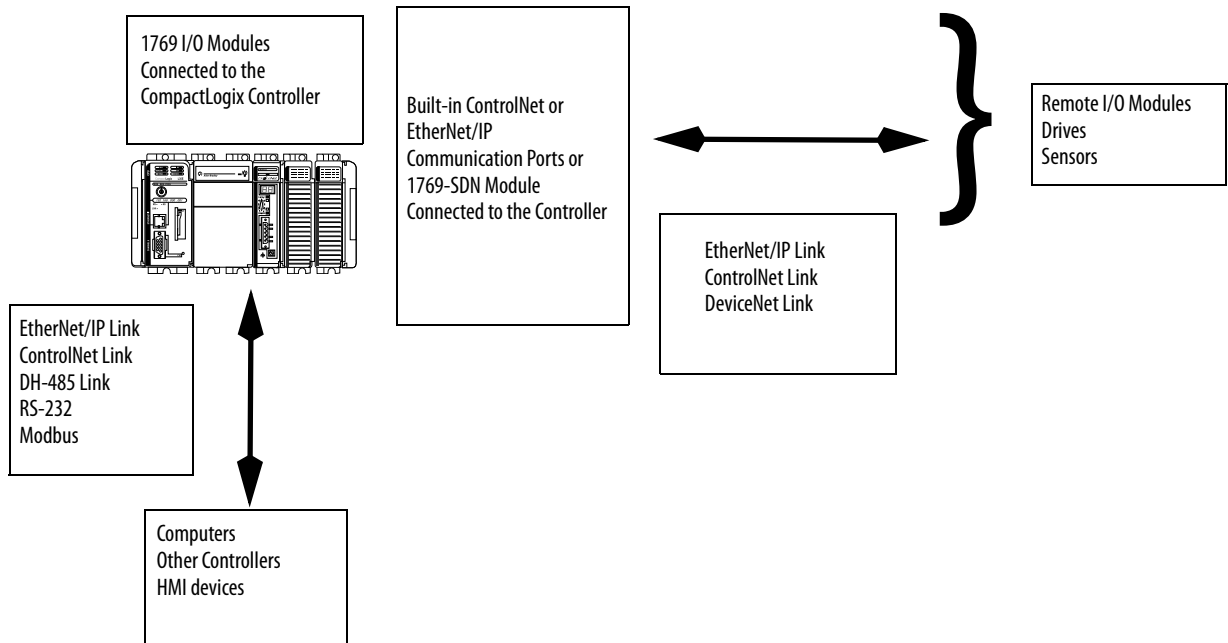 1769 I/O Modules
Connected to the
CompactLogix Controller
Built-in ControlNet or
EtherNet/IP
Communication Ports or
1769-SDN Module
Connected to the Controller
Remote I/O Modules
Drives
Sensors
EtherNet/IP Link
ControlNet Link
DeviceNet Link
EtherNet/IP Link
ControlNet Link
DH-485 Link
RS-232
Modbus
Computers
Other Controllers
HMI devices